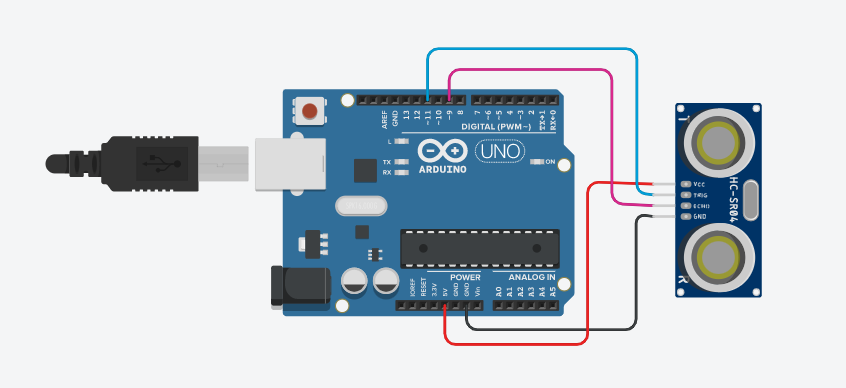 AREF
GND
13
12
~11
~10
~9
8
7
~6
~5
4
~3
2
TX→1
RX←0
DIGITAL (PWM~)
L
TX
RX
ARDUINO
UNO
ON
T
VCC
TRIG
ECHO
GND
HC-SR04
R
POWER
ANALOG IN
IOREF
RESET
3.3V
5V
GND
GND
Vin
A0
A1
A2
A3
A4
A5